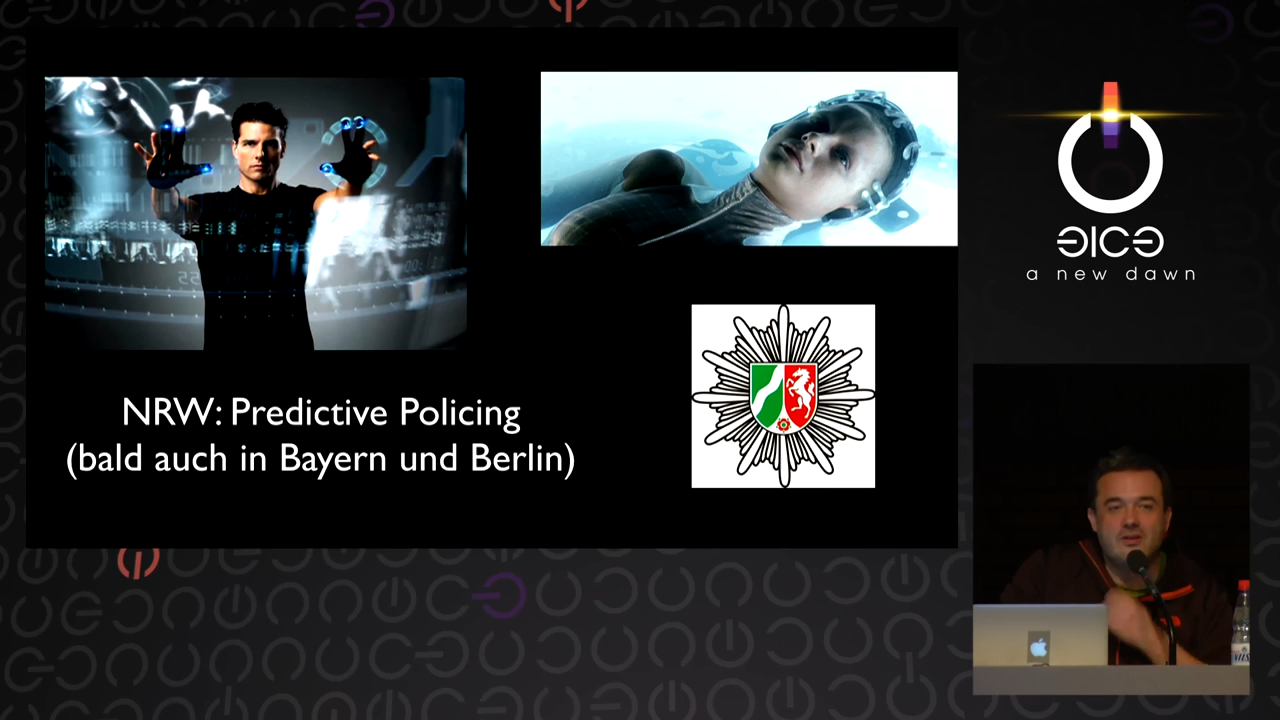 NRW: Predictive Policing
(bald auch in Bayern und Berlin)
a new dawn